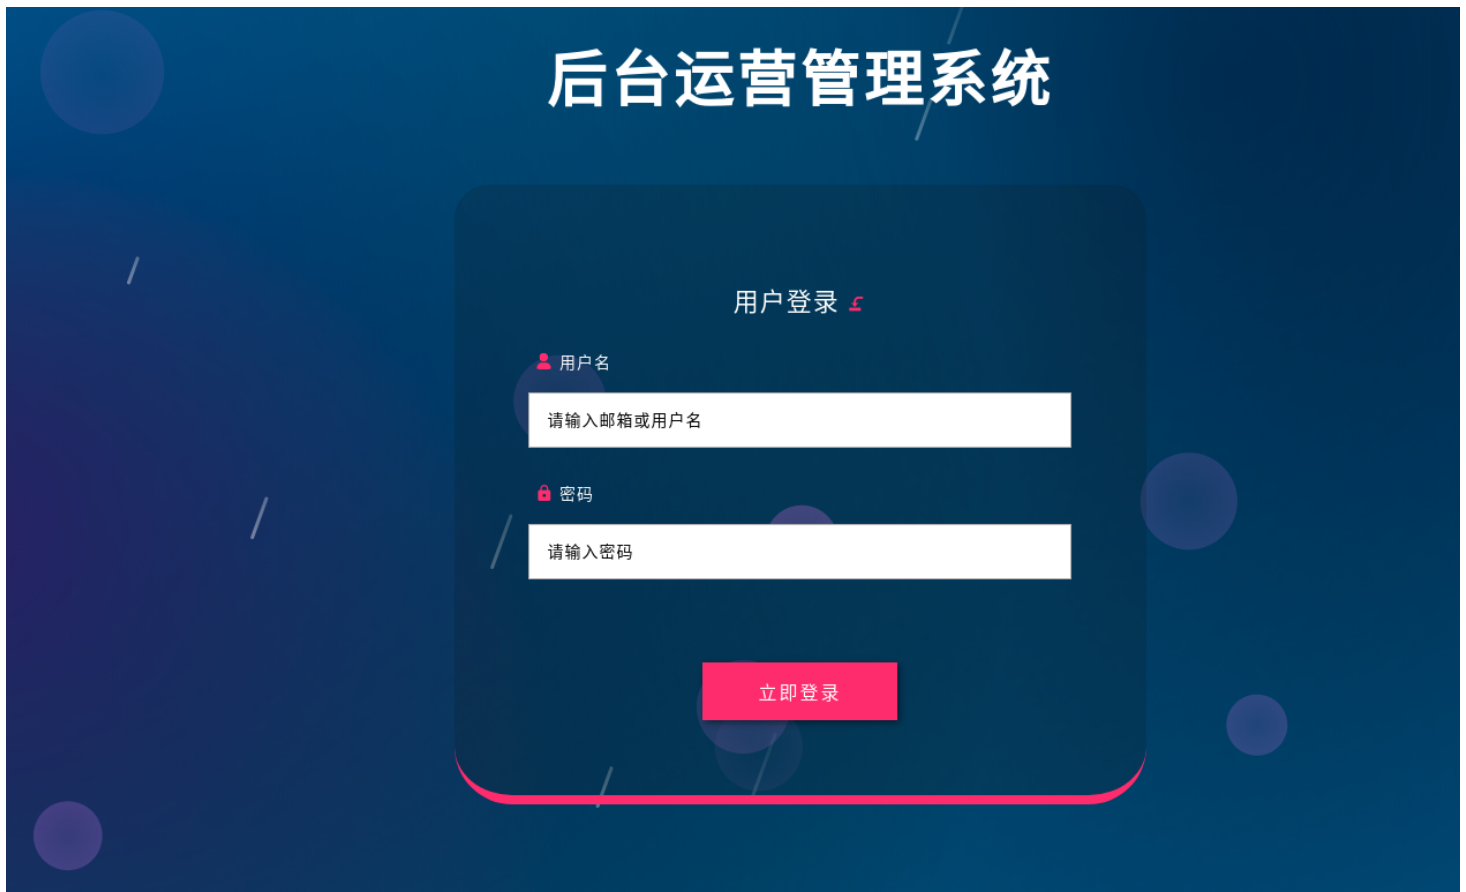 后台运营管理系统
用户登录
用户名
请输入邮箱或用户名
密码
请输入密码
立即登录